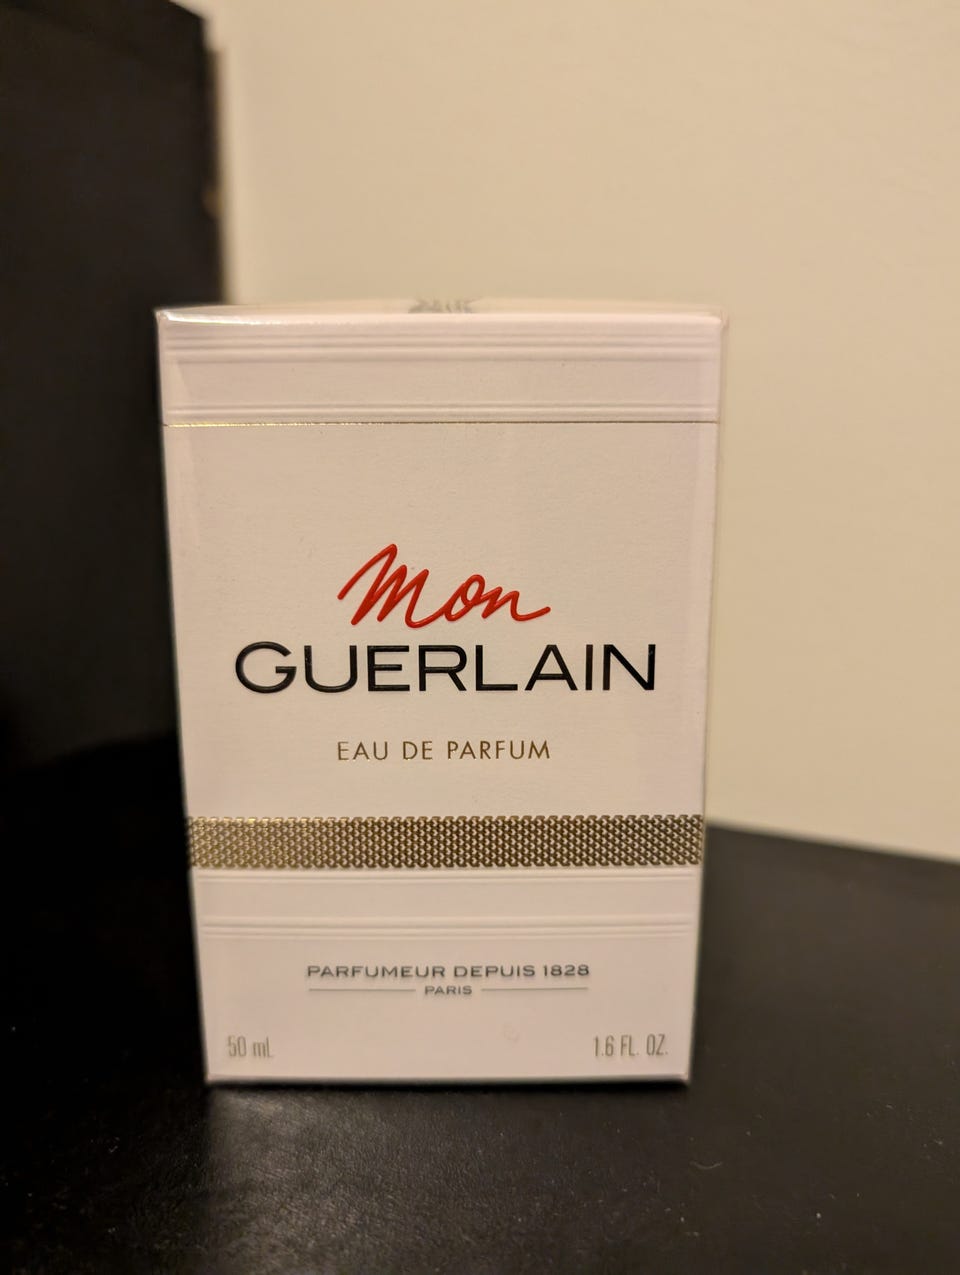 Mon
GUERLAIN
EAU DE PARFUM
PARFUMEUR DEPUIS 1828
PARIS
50 mL 1.6 FL. OZ.